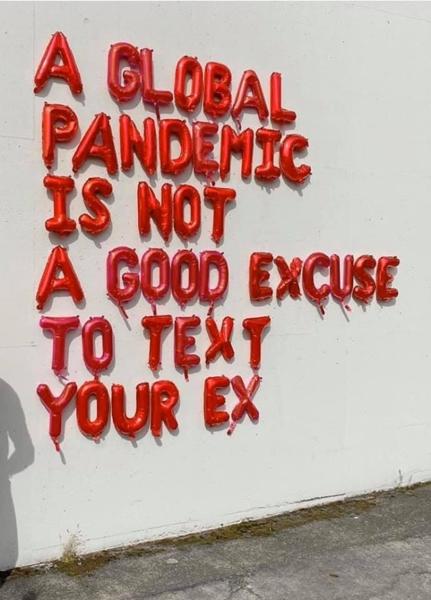 A GLOBAL
PANDEMIC
IS NOT
A GOOD EXCUSE
TO TEXT
YOUR EX